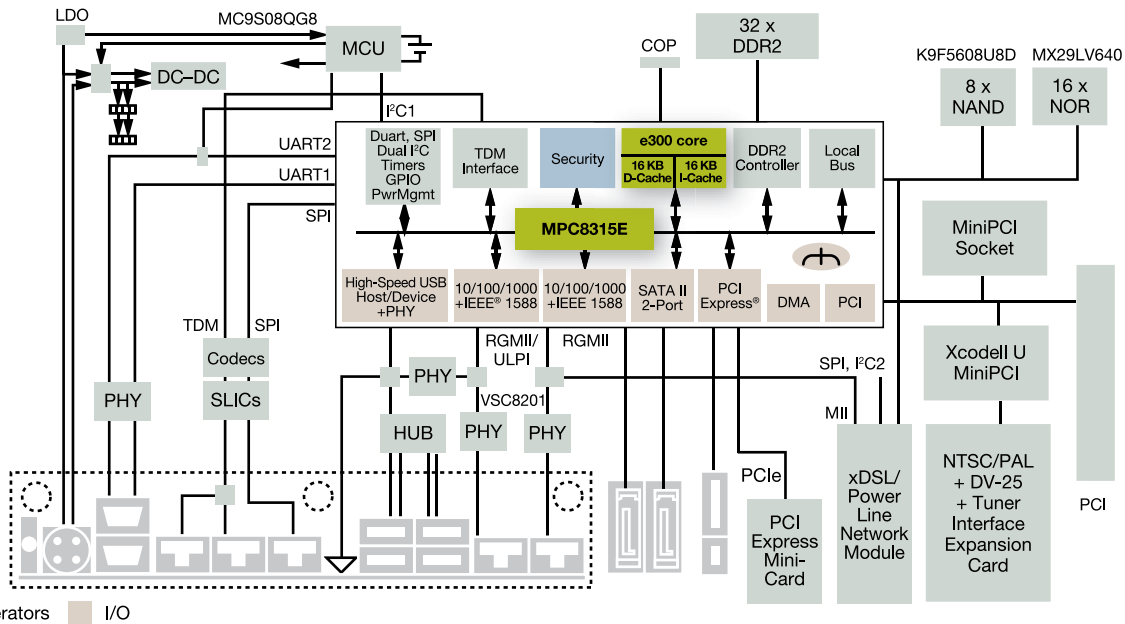 LDO
MC9S08QG8
MCU
DC–DC
COP
32 x
DDR2
K9F5608U8D
MX29LV640
8 x
NAND
16 x
NOR
I²C1
UART2
UART1
SPI
Duart, SPI
Dual I²C
Timers
GPIO
PwrMgmt
TDM
Interface
Security
e300 core
16 KB
D-Cache
16 KB
I-Cache
DDR2
Controller
Local
Bus
MPC8315E
High-Speed USB
Host/Device
+PHY
10/100/1000
+IEEE® 1588
10/100/1000
+IEEE 1588
SATA II
2-Port
PCI
Express®
DMA
PCI
MiniPCI
Socket
TDM
SPI
RGMII/
ULPI
RGMII
Codecs
SLICs
PHY
PHY
VSC8201
HUB
PHY
PHY
SPI, I²C2
MII
Xcodell U
MiniPCI
PCIe
PCI
Express
Mini-
Card
xDSL/
Power
Line
Network
Module
NTSC/PAL
+ DV-25
+ Tuner
Interface
Expansion
Card
PCI
erators
I/O